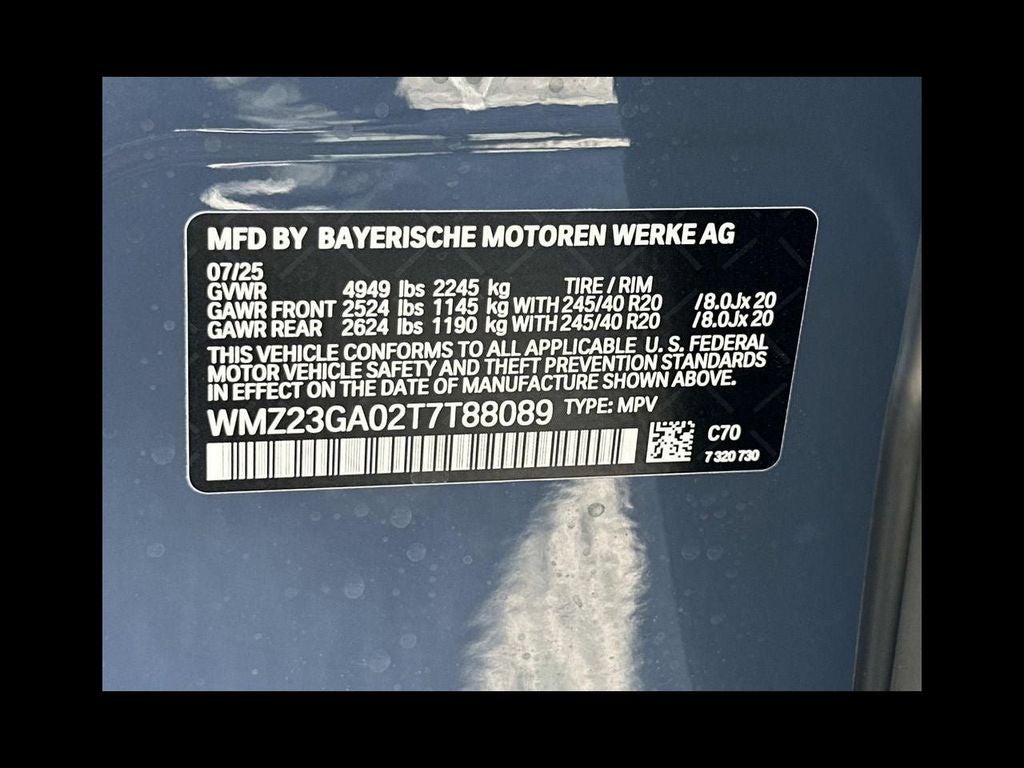 MFD BY BAYERISCHE MOTOREN WERKE AG
07/25
GVWR 4949 lbs 2245 kg TIRE / RIM
GAWR FRONT 2524 lbs 1145 kg WITH 245/40 R20 /8.0Jx 20
GAWR REAR 2624 lbs 1190 kg WITH 245/40 R20 /8.0Jx 20
THIS VEHICLE CONFORMS TO ALL APPLICABLE U. S. FEDERAL
MOTOR VEHICLE SAFETY AND THEFT PREVENTION STANDARDS
IN EFFECT ON THE DATE OF MANUFACTURE SHOWN ABOVE.
WMZ23GA02T7T88089 TYPE: MPV
C70
7 320 730